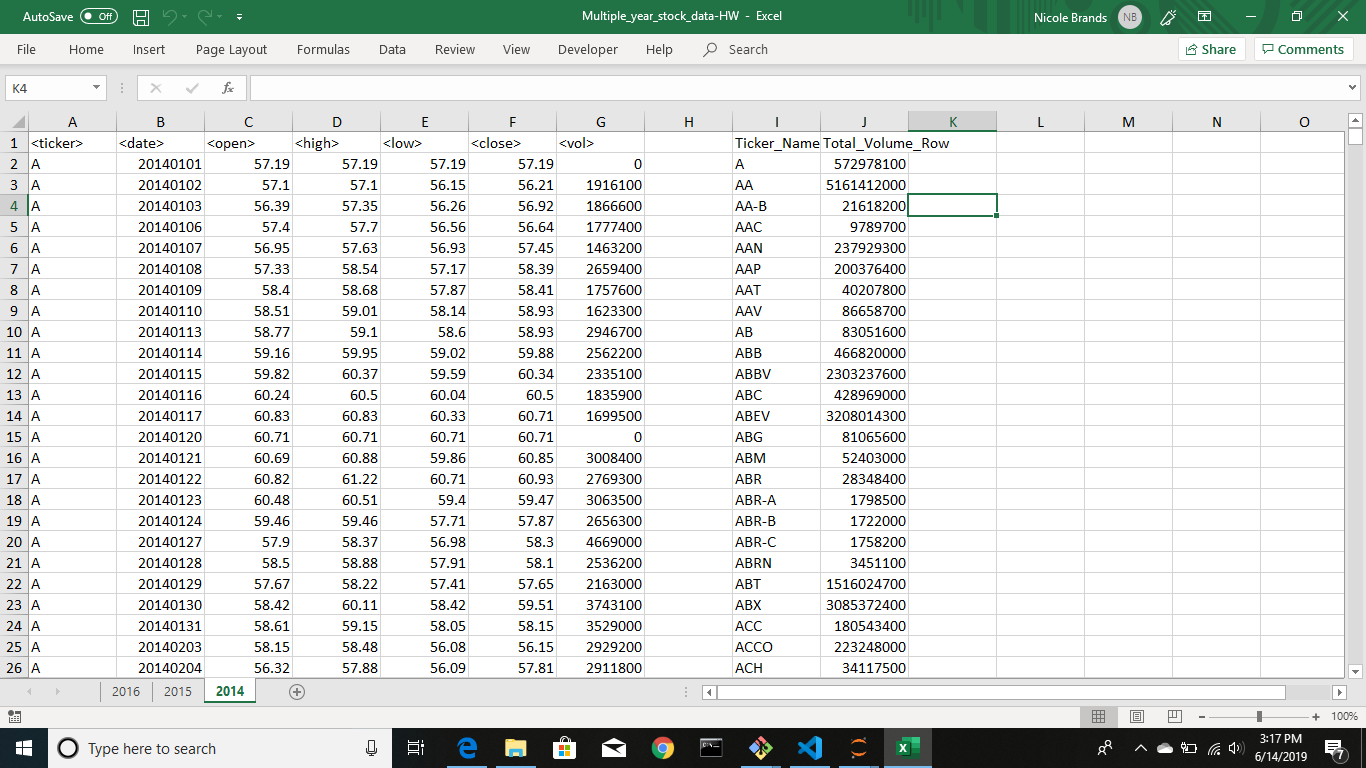 AutoSave Off Multiple_year_stock_data-HW - Excel Nicole Brands NB
File Home Insert Page Layout Formulas Data Review View Developer Help Search Share Comments
K4 fx
A B C D E F G H I J K L M N O
1 <ticker> <date> <open> <high> <low> <close> <vol> Ticker_Name Total_Volume_Row
2 A 20140101 57.19 57.19 57.19 57.19 0 A 572978100
3 A 20140102 57.1 57.1 56.15 56.21 1916100 AA 5161412000
4 A 20140103 56.39 57.35 56.26 56.92 1866600 AA-B 21618200
5 A 20140106 57.4 57.7 56.56 56.64 1777400 AAC 9789700
6 A 20140107 56.95 57.63 56.93 57.45 1463200 AAN 237929300
7 A 20140108 57.33 58.54 57.17 58.39 2659400 AAP 200376400
8 A 20140109 58.4 58.68 57.87 58.41 1757600 AAT 40207800
9 A 20140110 58.51 59.01 58.14 58.93 1623300 AAV 86658700
10 A 20140113 58.77 59.1 58.6 58.93 2946700 AB 83051600
11 A 20140114 59.16 59.95 59.02 59.88 2562200 ABB 466820000
12 A 20140115 59.82 60.37 59.59 60.34 2335100 ABBV 2303237600
13 A 20140116 60.24 60.5 60.04 60.5 1835900 ABC 428969000
14 A 20140117 60.83 60.83 60.33 60.71 1699500 ABEV 3208014300
15 A 20140120 60.71 60.71 60.71 60.71 0 ABG 81065600
16 A 20140121 60.69 60.88 59.86 60.85 3008400 ABM 52403000
17 A 20140122 60.82 61.22 60.71 60.93 2769300 ABR 28348400
18 A 20140123 60.48 60.51 59.4 59.47 3063500 ABR-A 1798500
19 A 20140124 59.46 59.46 57.71 57.87 2656300 ABR-B 1722000
20 A 20140127 57.9 58.37 56.98 58.3 4669000 ABR-C 1758200
21 A 20140128 58.5 58.88 57.91 58.1 2536200 ABRN 3451100
22 A 20140129 57.67 58.22 57.41 57.65 2163000 ABT 1516024700
23 A 20140130 58.42 60.11 58.42 59.51 3743100 ABX 3085372400
24 A 20140131 58.61 59.15 58.05 58.15 3529000 ACC 180543400
25 A 20140203 58.15 58.48 56.08 56.15 2929200 ACCO 223248000
26 A 20140204 56.32 57.88 56.09 57.81 2911800 ACH 34117500
2016 2015 2014
100%
Type here to search
3:17 PM
6/14/2019
7